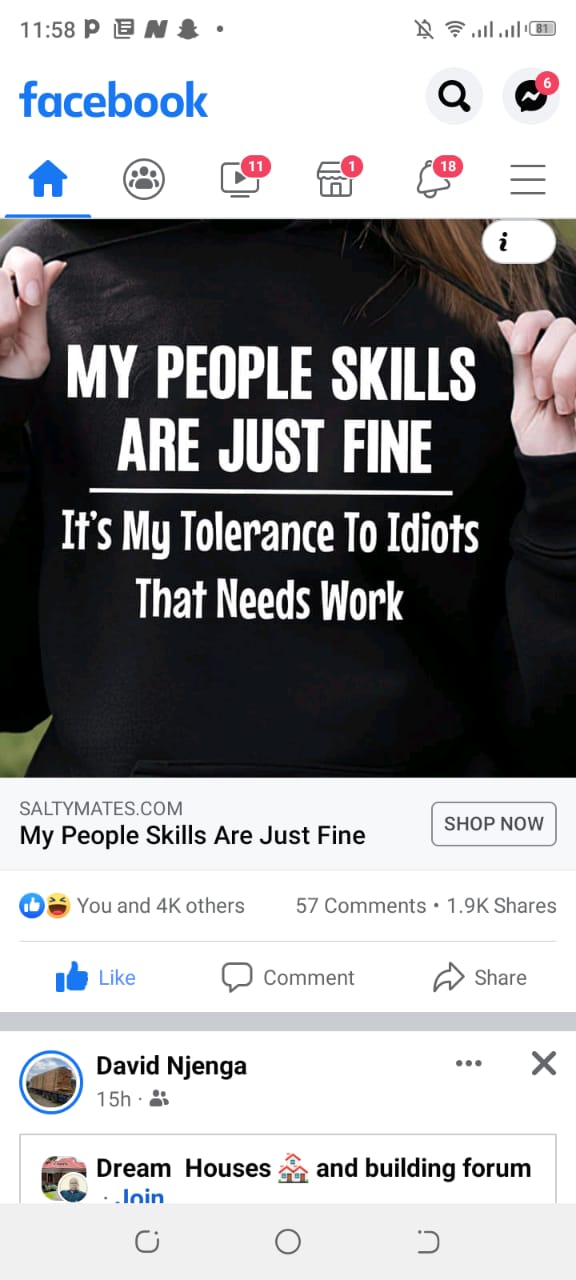 11:58
81
facebook
6
11
1
18
i
MY PEOPLE SKILLS
ARE JUST FINE
It's My Tolerance To Idiots
That Needs Work
SALTYMATES.COM
My People Skills Are Just Fine
SHOP NOW
You and 4K others
57 Comments • 1.9K Shares
Like
Comment
Share
David Njenga
15h ·
Dream Houses 🏘️ and building forum
· Join